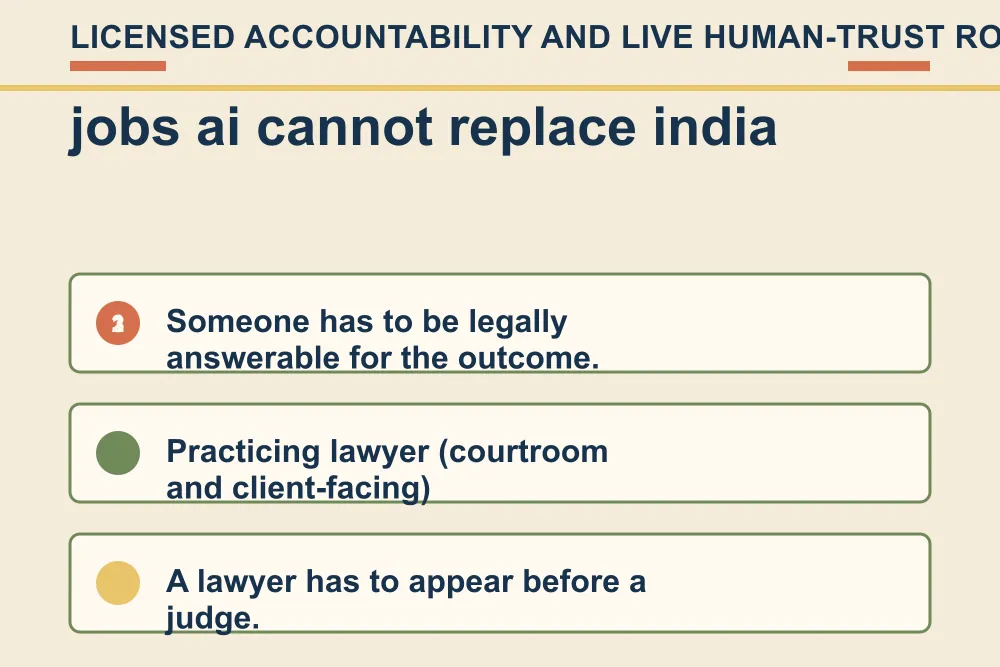 LICENSED ACCOUNTABILITY AND LIVE HUMAN-TRUST RO
jobs ai cannot replace india
Someone has to be legally
answerable for the outcome.
Practicing lawyer (courtroom
and client-facing)
A lawyer has to appear before a
judge.